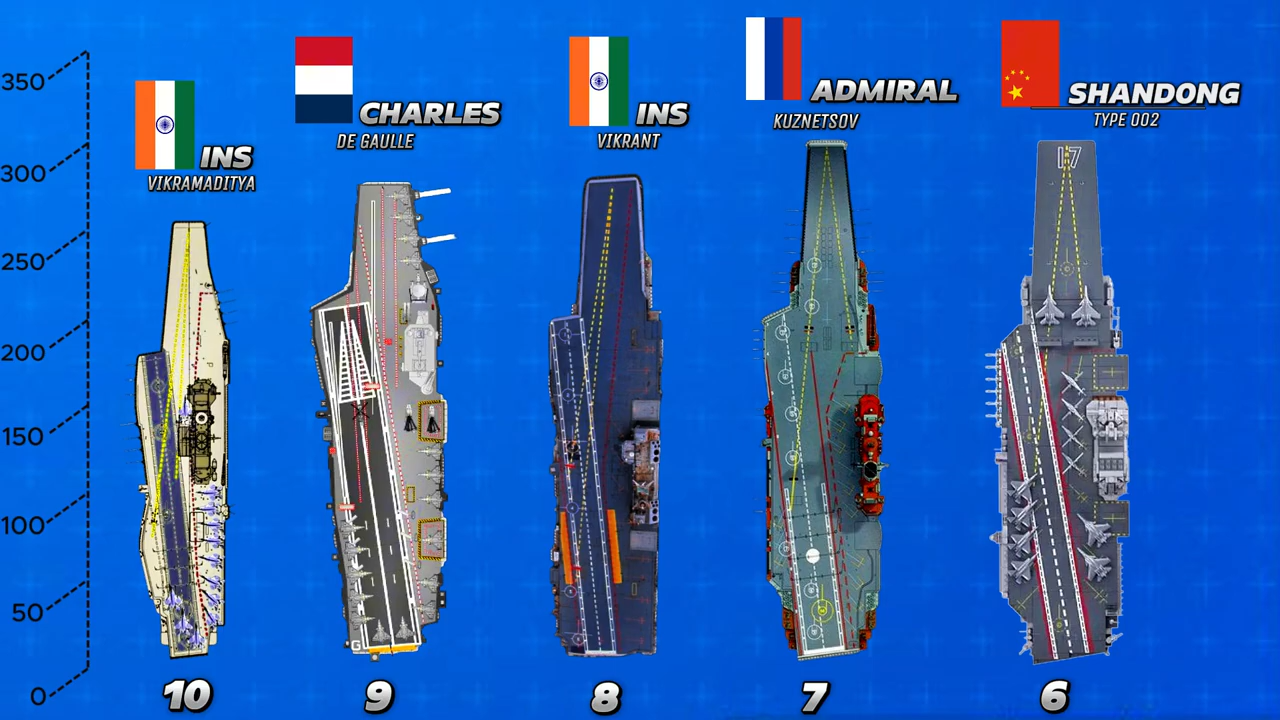 350
300
250
200
150
100
50
0
INS
VIKRAMADITYA
CHARLES
DE GAULLE
INS
VIKRANT
ADMIRAL
KUZNETSOV
SHANDONG
TYPE 002
17
G
10
9
8
7
6